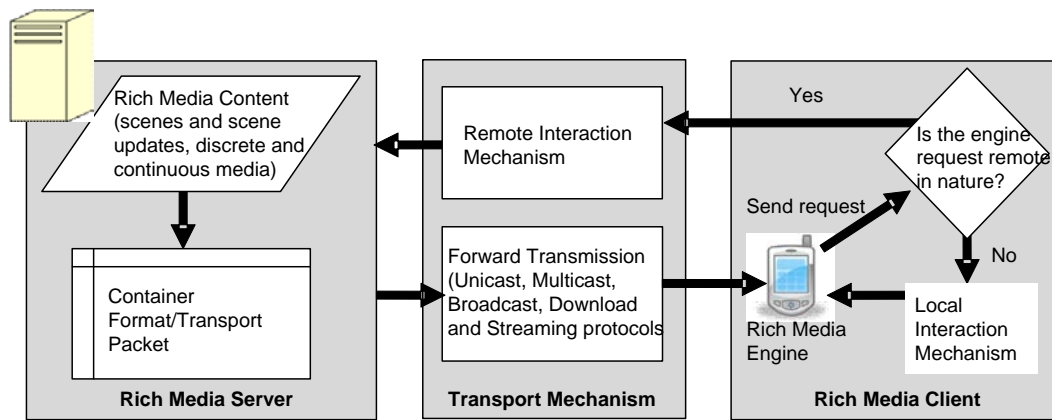 Rich Media Content
(scenes and scene
updates, discrete and
continuous media)
Container
Format/Transport
Packet
Rich Media Server
Remote Interaction
Mechanism
Forward Transmission
(Unicast, Multicast,
Broadcast, Download
and Streaming protocols
Transport Mechanism
Yes
Is the engine
request remote
in nature?
Send request
No
Rich Media
Engine
Local
Interaction
Mechanism
Rich Media Client